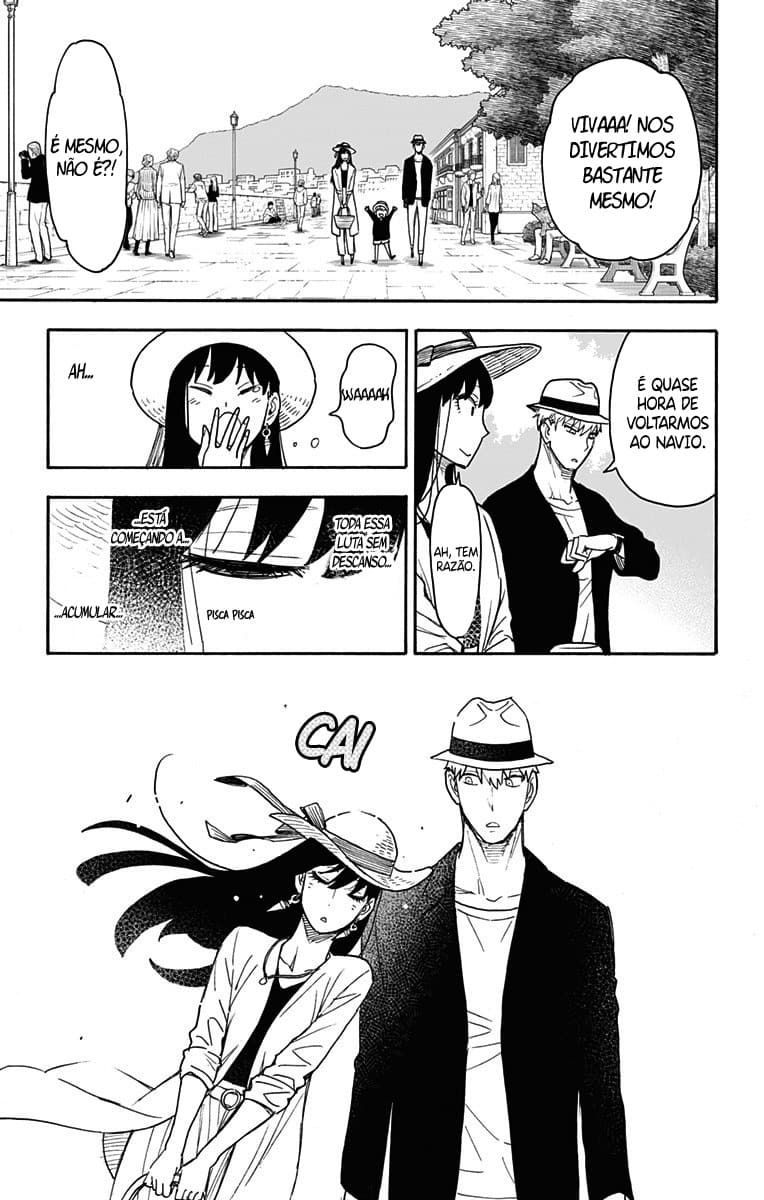 VIVAAA! NOS
DIVERTIMOS
BASTANTE
MESMO!
É MESMO,
NÃO É?!
É QUASE
HORA DE
VOLTARMOS
AO NAVIO.
AH, TEM
RAZÃO.
WAAAAH
AH...
TODA ESSA
LUTA SEM
DESCANSO...
...ESTÁ
COMEÇANDO A...
...ACUMULAR...
PISCA PISCA
CAI